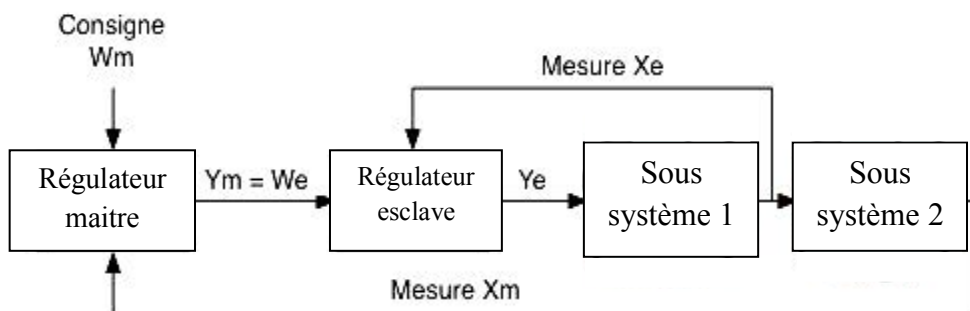 Consigne
Wm
Mesure Xe
Régulateur
maitre
Ym = We
Régulateur
esclave
Ye
Sous
système 1
Sous
système 2
Mesure Xm